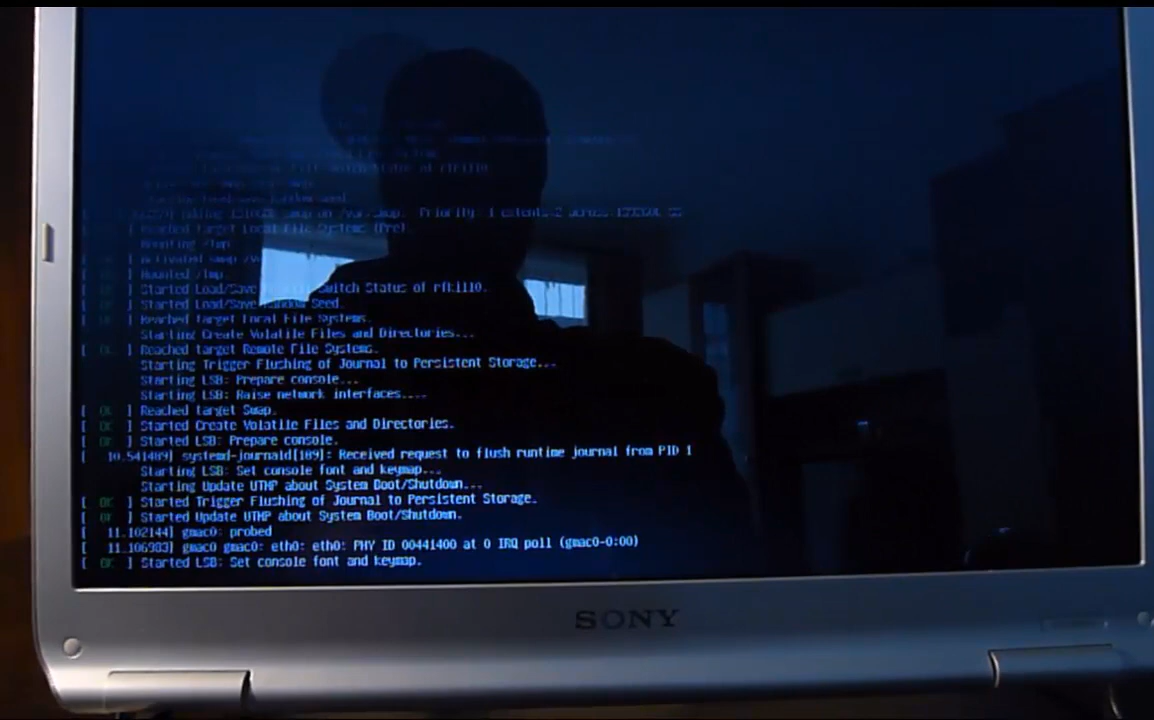 Switch Status of rfkill0.
[ ] Reached target Local File Systems (Pre).
Mounting /tmp
[ ] Activated swap
[ ] Mounted /tmp.
[ ] Started Load/Save Switch Status of rfkill0.
[ ] Started Load/Save Random Seed.
[ ] Reached target Local File Systems.
Starting Create Volatile Files and Directories...
[ OK ] Reached target Remote File Systems.
Starting Trigger Flushing of Journal to Persistent Storage...
Starting LSB: Prepare console...
Starting LSB: Raise network interfaces....
[ OK ] Reached target Swap.
[ OK ] Started Create Volatile Files and Directories.
[ OK ] Started LSB: Prepare console.
[ 10.541489] systemd-journald[189]: Received request to flush runtime journal from PID 1
Starting LSB: Set console font and keymap...
Starting Update UTMP about System Boot/Shutdown...
[ OK ] Started Trigger Flushing of Journal to Persistent Storage.
[ OK ] Started Update UTMP about System Boot/Shutdown.
[ 11.102144] gmac0: probed
[ 11.106983] gmac0 gmac0: eth0: eth0: PHY ID 00441400 at 0 IRQ poll (gmac0-0:00)
[ OK ] Started LSB: Set console font and keymap.
SONY